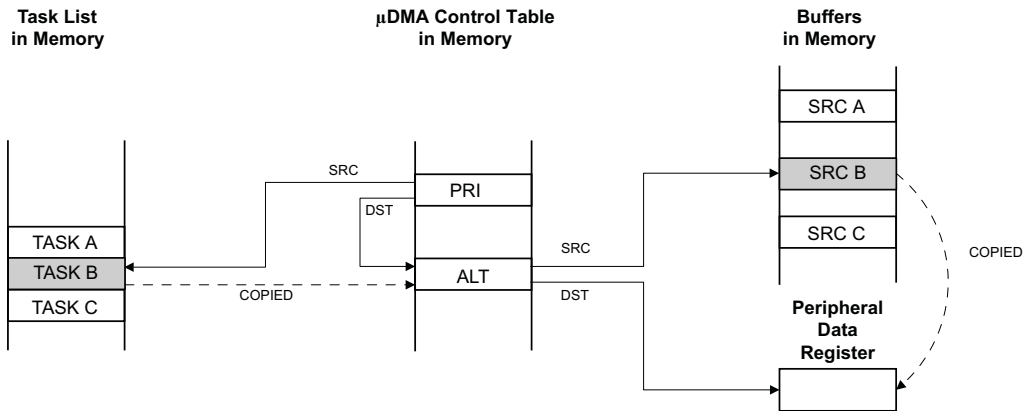 Task List
in Memory
µDMA Control Table
in Memory
Buffers
in Memory
SRC A
SRC
SRC B
PRI
DST
SRC C
TASK A
SRC
COPIED
TASK B
ALT
COPIED
DST
TASK C
Peripheral
Data
Register